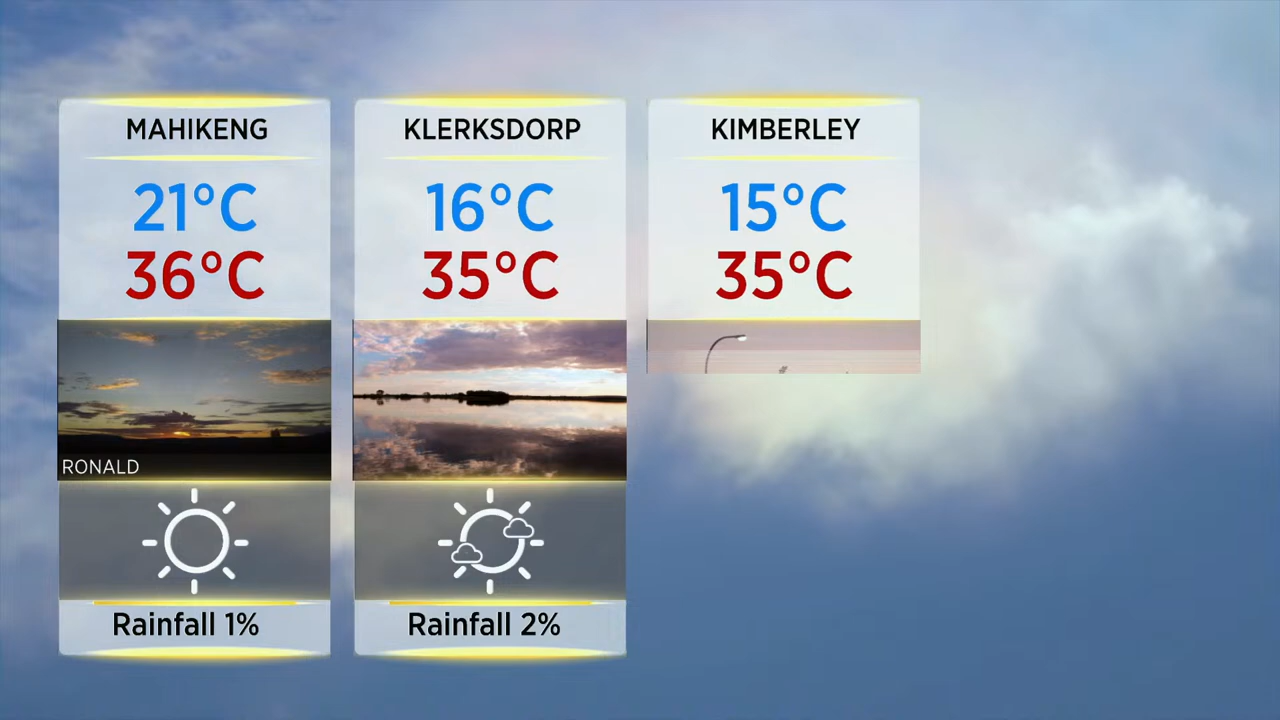 MAHIKENG
21°C
36°C
RONALD
Rainfall 1%
KLERKSDORP
16°C
35°C
Rainfall 2%
KIMBERLEY
15°C
35°C